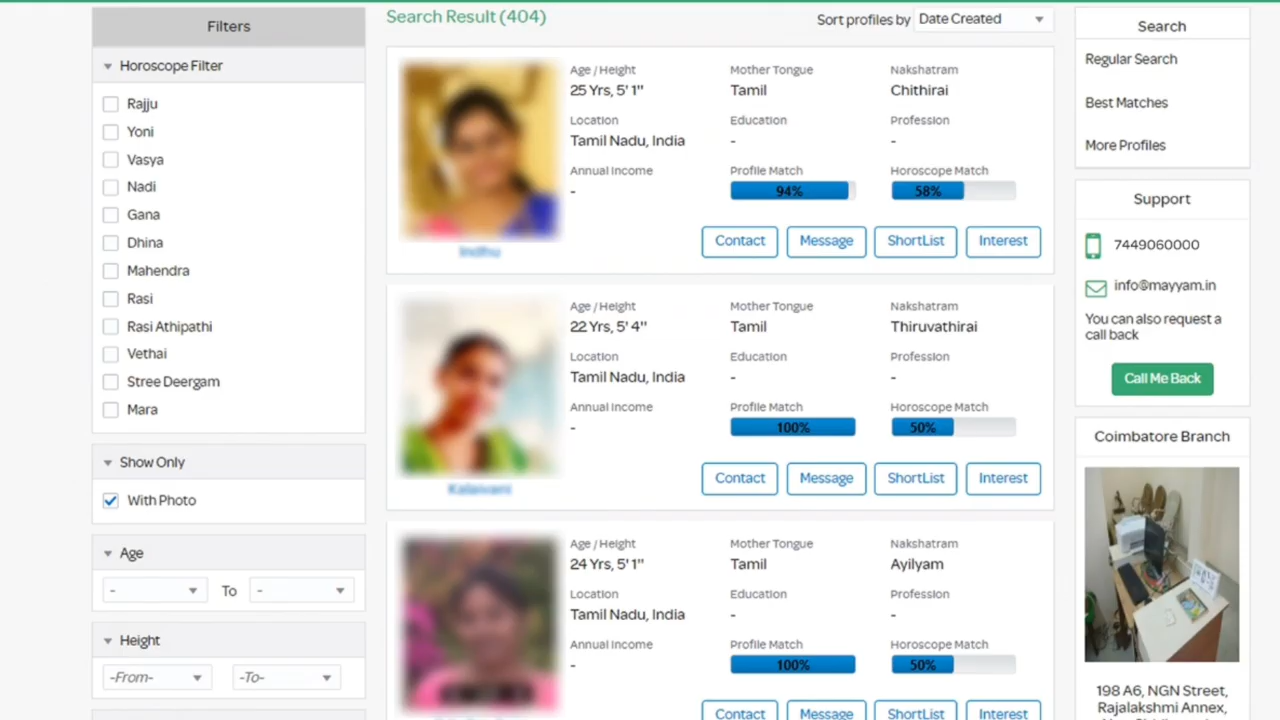 Filters
Horoscope Filter
Rajju
Yoni
Vasya
Nadi
Gana
Dhina
Mahendra
Rasi
Rasi Athipathi
Vethai
Stree Deergam
Mara
Show Only
With Photo
Age
- To -
Height
-From- -To-
Search Result (404)
Sort profiles by Date Created
Age / Height Mother Tongue Nakshatram
25 Yrs, 5' 1" Tamil Chithirai
Location Education Profession
Tamil Nadu, India - -
Annual Income Profile Match Horoscope Match
- 94% 58%
Contact Message ShortList Interest
Age / Height Mother Tongue Nakshatram
22 Yrs, 5' 4" Tamil Thiruvathirai
Location Education Profession
Tamil Nadu, India - -
Annual Income Profile Match Horoscope Match
- 100% 50%
Contact Message ShortList Interest
Age / Height Mother Tongue Nakshatram
24 Yrs, 5' 1" Tamil Ayilyam
Location Education Profession
Tamil Nadu, India - -
Annual Income Profile Match Horoscope Match
- 100% 50%
Contact Message ShortList Interest
Search
Regular Search
Best Matches
More Profiles
Support
7449060000
info@mayyam.in
You can also request a
call back
Call Me Back
Coimbatore Branch
198 A6, NGN Street,
Rajalakshmi Annex,